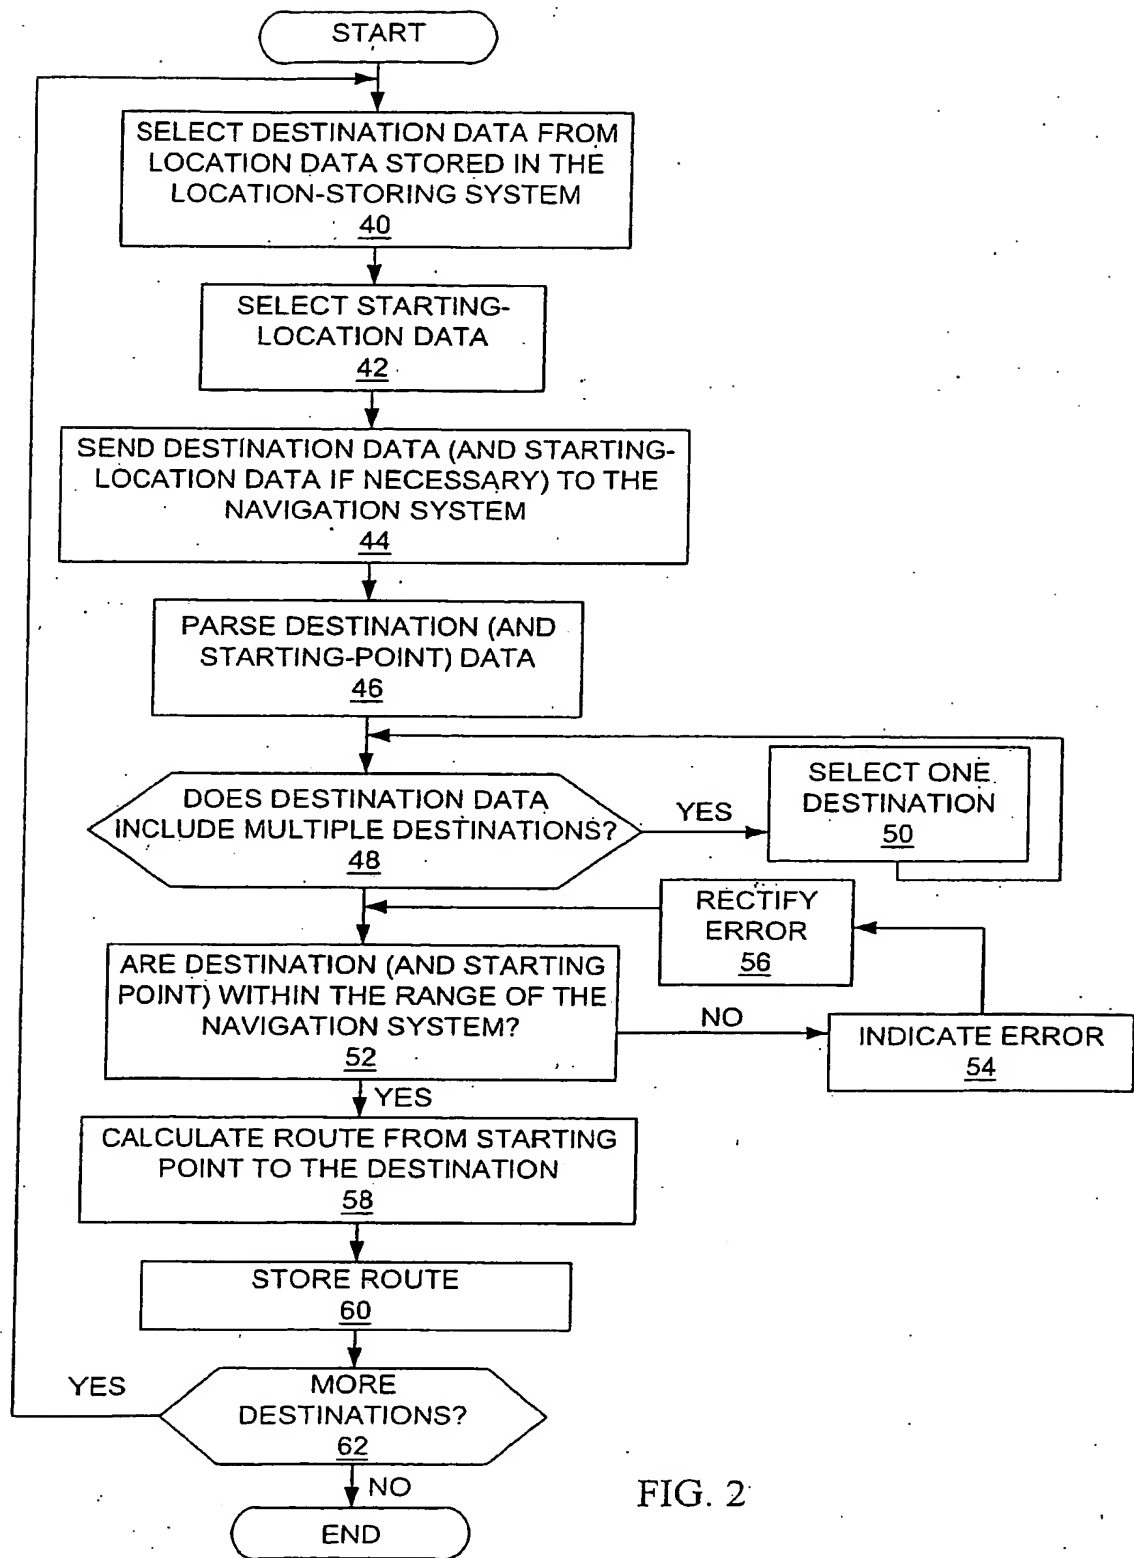 START
SELECT DESTINATION DATA FROM
LOCATION DATA STORED IN THE
LOCATION-STORING SYSTEM
40
SELECT STARTING-
LOCATION DATA
42
SEND DESTINATION DATA (AND STARTING-
LOCATION DATA IF NECESSARY) TO THE
NAVIGATION SYSTEM
44
PARSE DESTINATION (AND
STARTING-POINT) DATA
46
DOES DESTINATION DATA
INCLUDE MULTIPLE DESTINATIONS?
48
YES
SELECT ONE
DESTINATION
50
RECTIFY
ERROR
56
ARE DESTINATION (AND STARTING
POINT) WITHIN THE RANGE OF THE
NAVIGATION SYSTEM?
52
NO
INDICATE ERROR
54
YES
CALCULATE ROUTE FROM STARTING
POINT TO THE DESTINATION
58
STORE ROUTE
60
YES
MORE
DESTINATIONS?
62
NO
END
FIG. 2